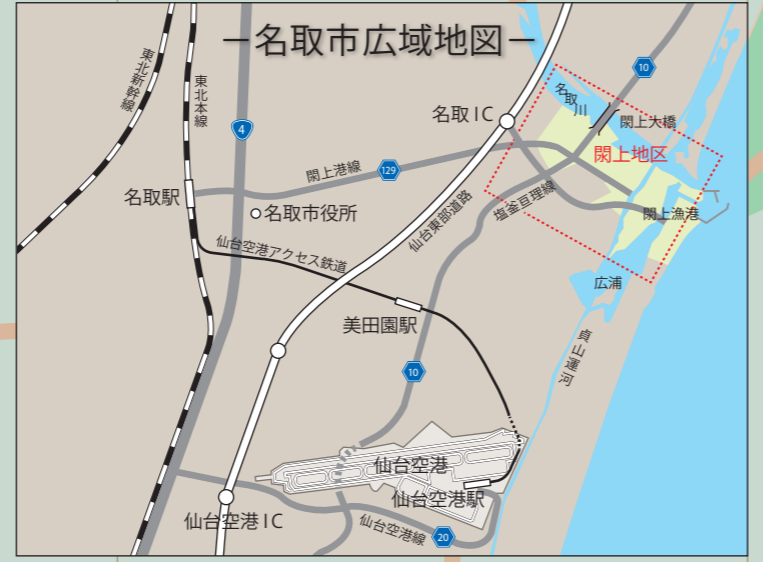 －名取市広域地図－
東北新幹線
東北本線
4
10
名取川
名取IC
閖上大橋
閖上地区
閖上港線
129
名取駅
名取市役所
仙台東部道路
塩釜亘理線
閖上漁港
仙台空港アクセス鉄道
広浦
美田園駅
貞山運河
10
仙台空港
仙台空港駅
仙台空港IC
仙台空港線
20